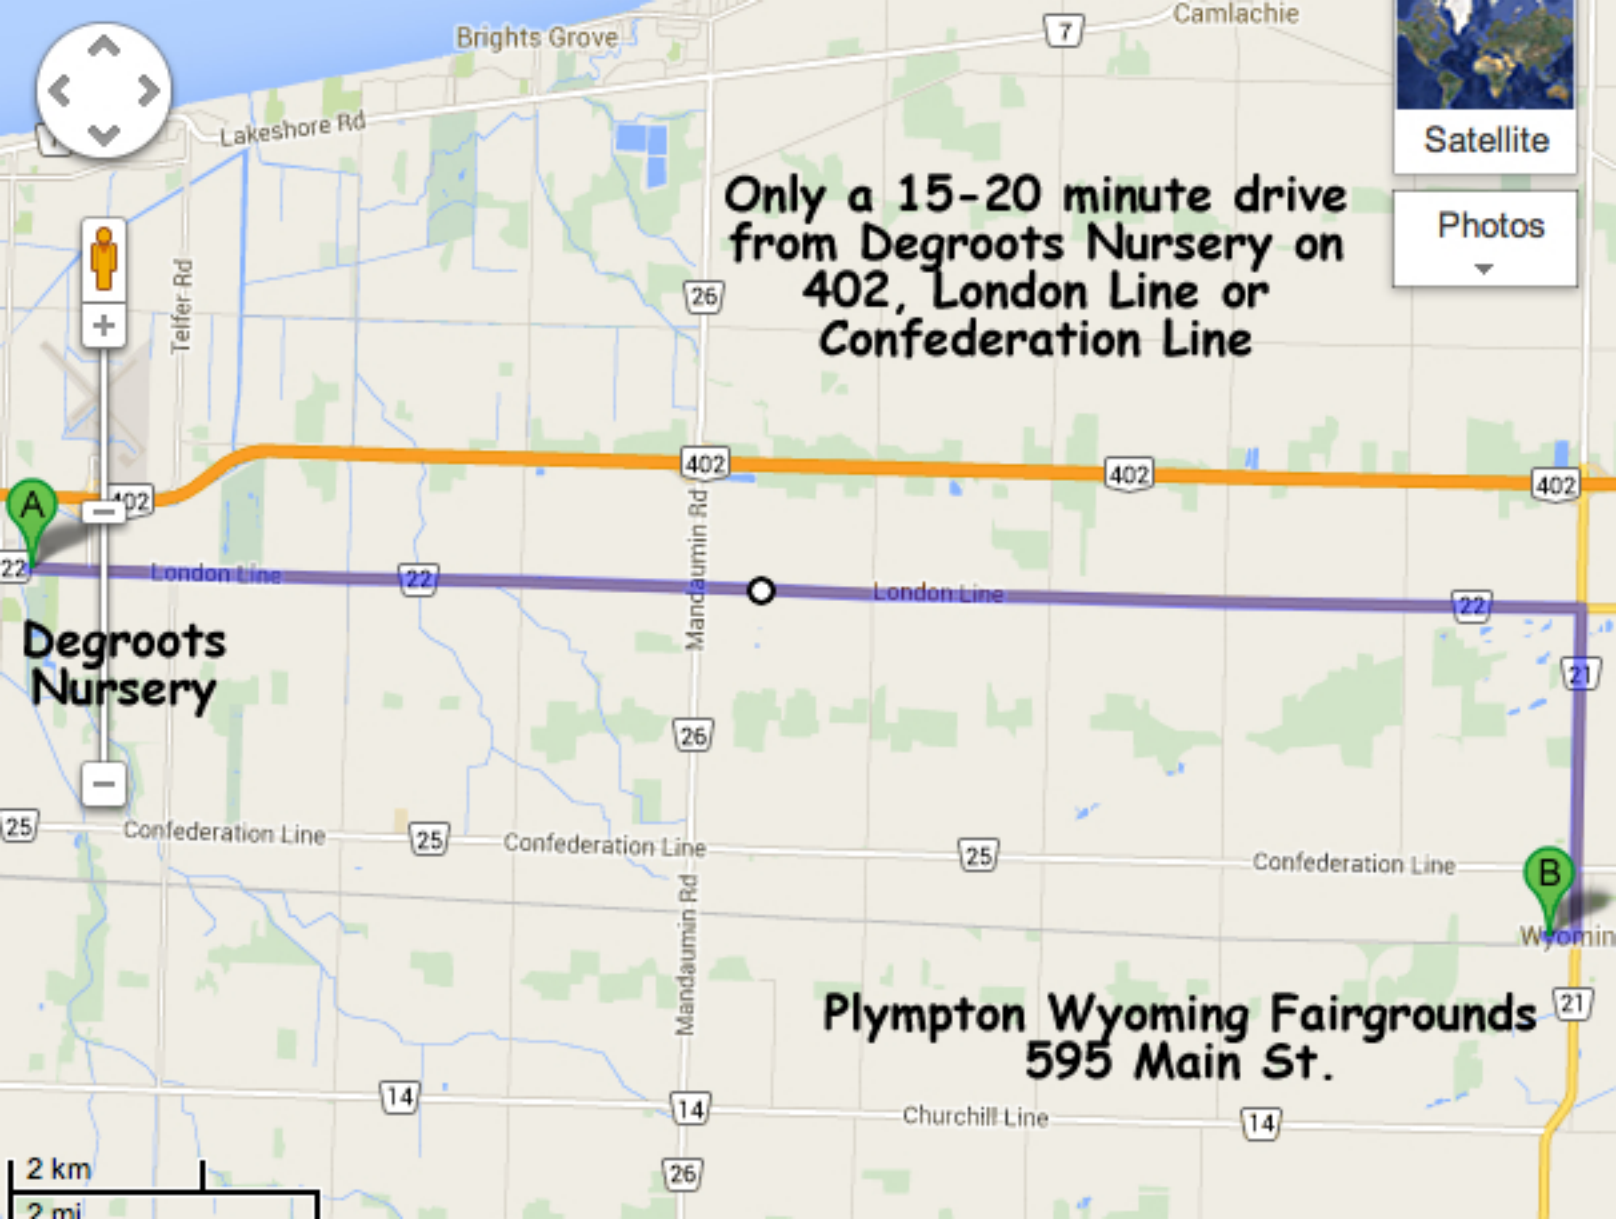 Brights Grove
7
Camlachie
Lakeshore Rd
Satellite
Photos
Only a 15-20 minute drive
from Degroots Nursery on
402, London Line or
Confederation Line
Telfer Rd
26
402
402
402
402
A
22
London Line
22
Mandaumin Rd
London Line
22
21
Degroots
Nursery
26
25
Confederation Line
25
Confederation Line
25
Confederation Line
B
Wyomin
Mandaumin Rd
Plympton Wyoming Fairgrounds
595 Main St.
21
14
14
Churchill Line
14
26
2 km
2 mi